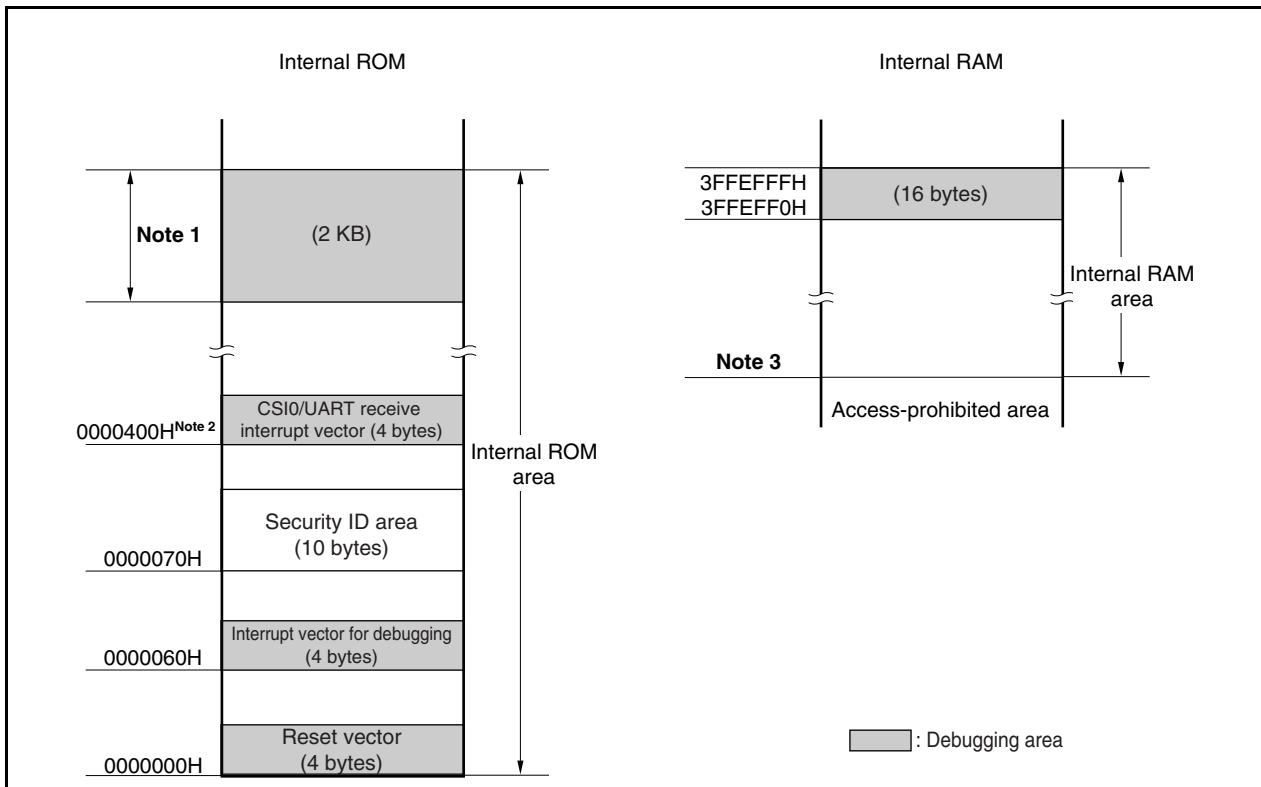 Internal ROM
Note 1
(2 KB)
CSI0/UART receive
interrupt vector (4 bytes)
0000400H Note 2
Internal ROM
area
Security ID area
(10 bytes)
0000070H
Interrupt vector for debugging
(4 bytes)
0000060H
Reset vector
(4 bytes)
0000000H
Internal RAM
3FFEFFFH
3FFEFF0H
(16 bytes)
Internal RAM
area
Note 3
Access-prohibited area
: Debugging area